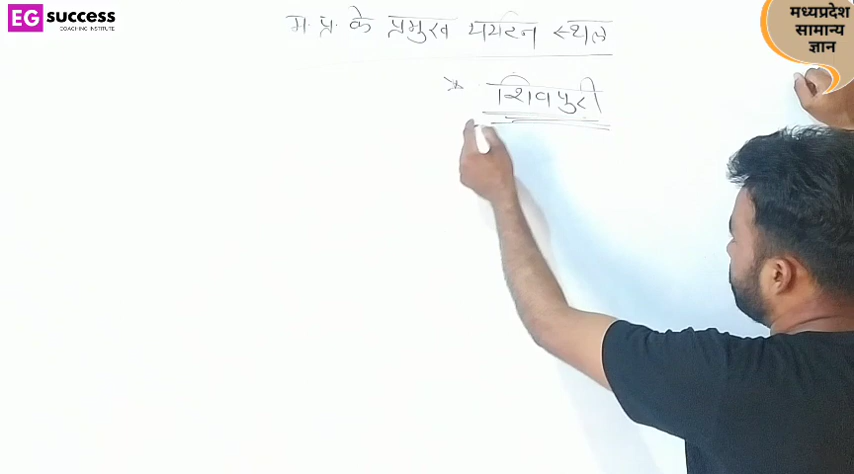 EG success
COACHING INSTITUTE
मध्यप्रदेश
सामान्य
ज्ञान
म. प्र. के प्रमुख पर्यटन स्थल
* शिवपुरी